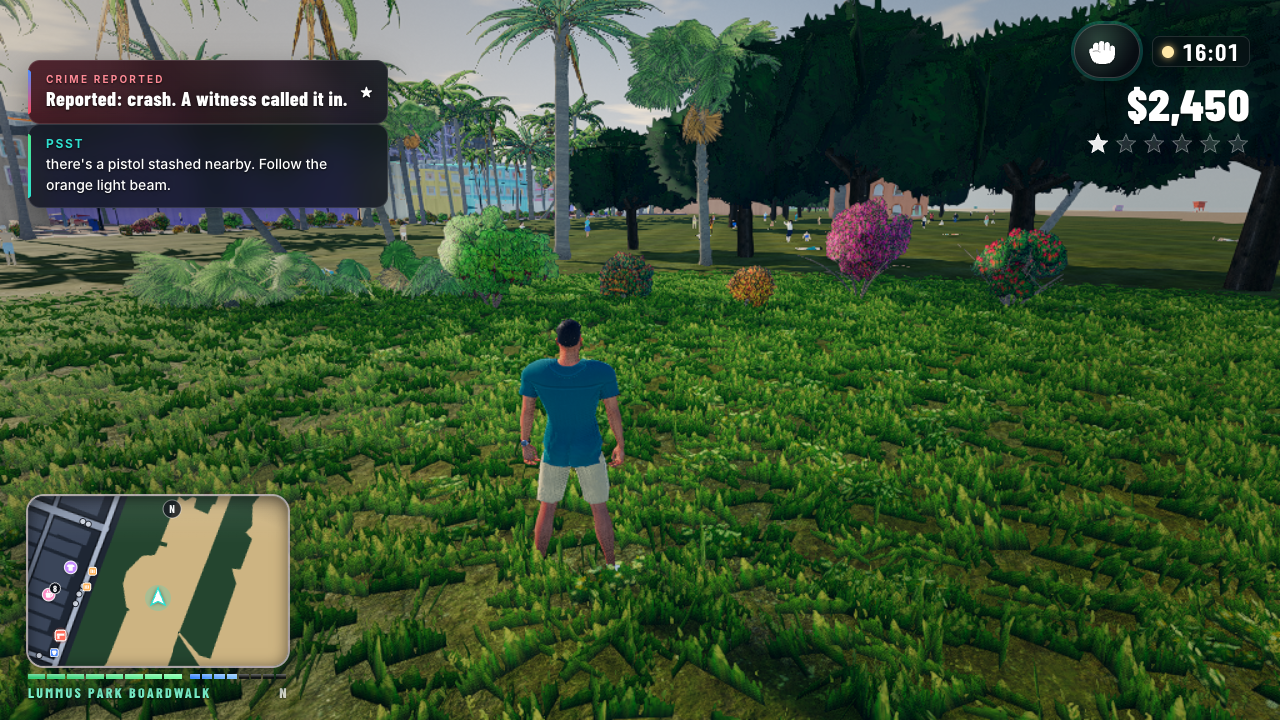 CRIME REPORTED
Reported: crash. A witness called it in.
PSST
there's a pistol stashed nearby. Follow the
orange light beam.
16:01
$2,450
N
8
LUMMUS PARK BOARDWALK
N